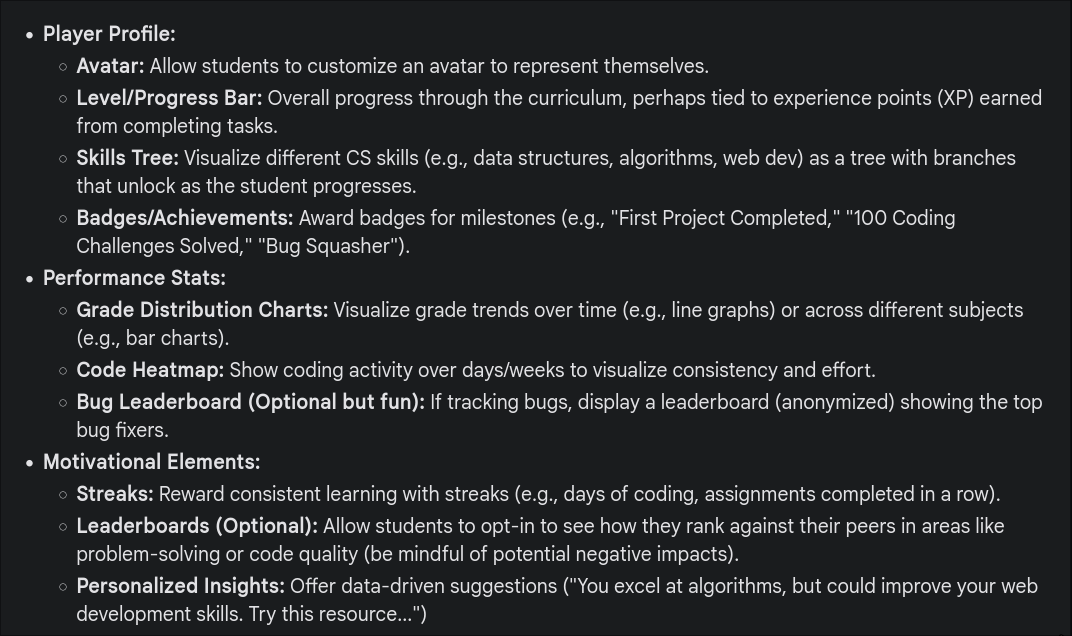 • Player Profile:
○ Avatar: Allow students to customize an avatar to represent themselves.
○ Level/Progress Bar: Overall progress through the curriculum, perhaps tied to experience points (XP) earned
from completing tasks.
○ Skills Tree: Visualize different CS skills (e.g., data structures, algorithms, web dev) as a tree with branches
that unlock as the student progresses.
○ Badges/Achievements: Award badges for milestones (e.g., "First Project Completed," "100 Coding
Challenges Solved," "Bug Squasher").
• Performance Stats:
○ Grade Distribution Charts: Visualize grade trends over time (e.g., line graphs) or across different subjects
(e.g., bar charts).
○ Code Heatmap: Show coding activity over days/weeks to visualize consistency and effort.
○ Bug Leaderboard (Optional but fun): If tracking bugs, display a leaderboard (anonymized) showing the top
bug fixers.
• Motivational Elements:
○ Streaks: Reward consistent learning with streaks (e.g., days of coding, assignments completed in a row).
○ Leaderboards (Optional): Allow students to opt-in to see how they rank against their peers in areas like
problem-solving or code quality (be mindful of potential negative impacts).
○ Personalized Insights: Offer data-driven suggestions ("You excel at algorithms, but could improve your web
development skills. Try this resource...")